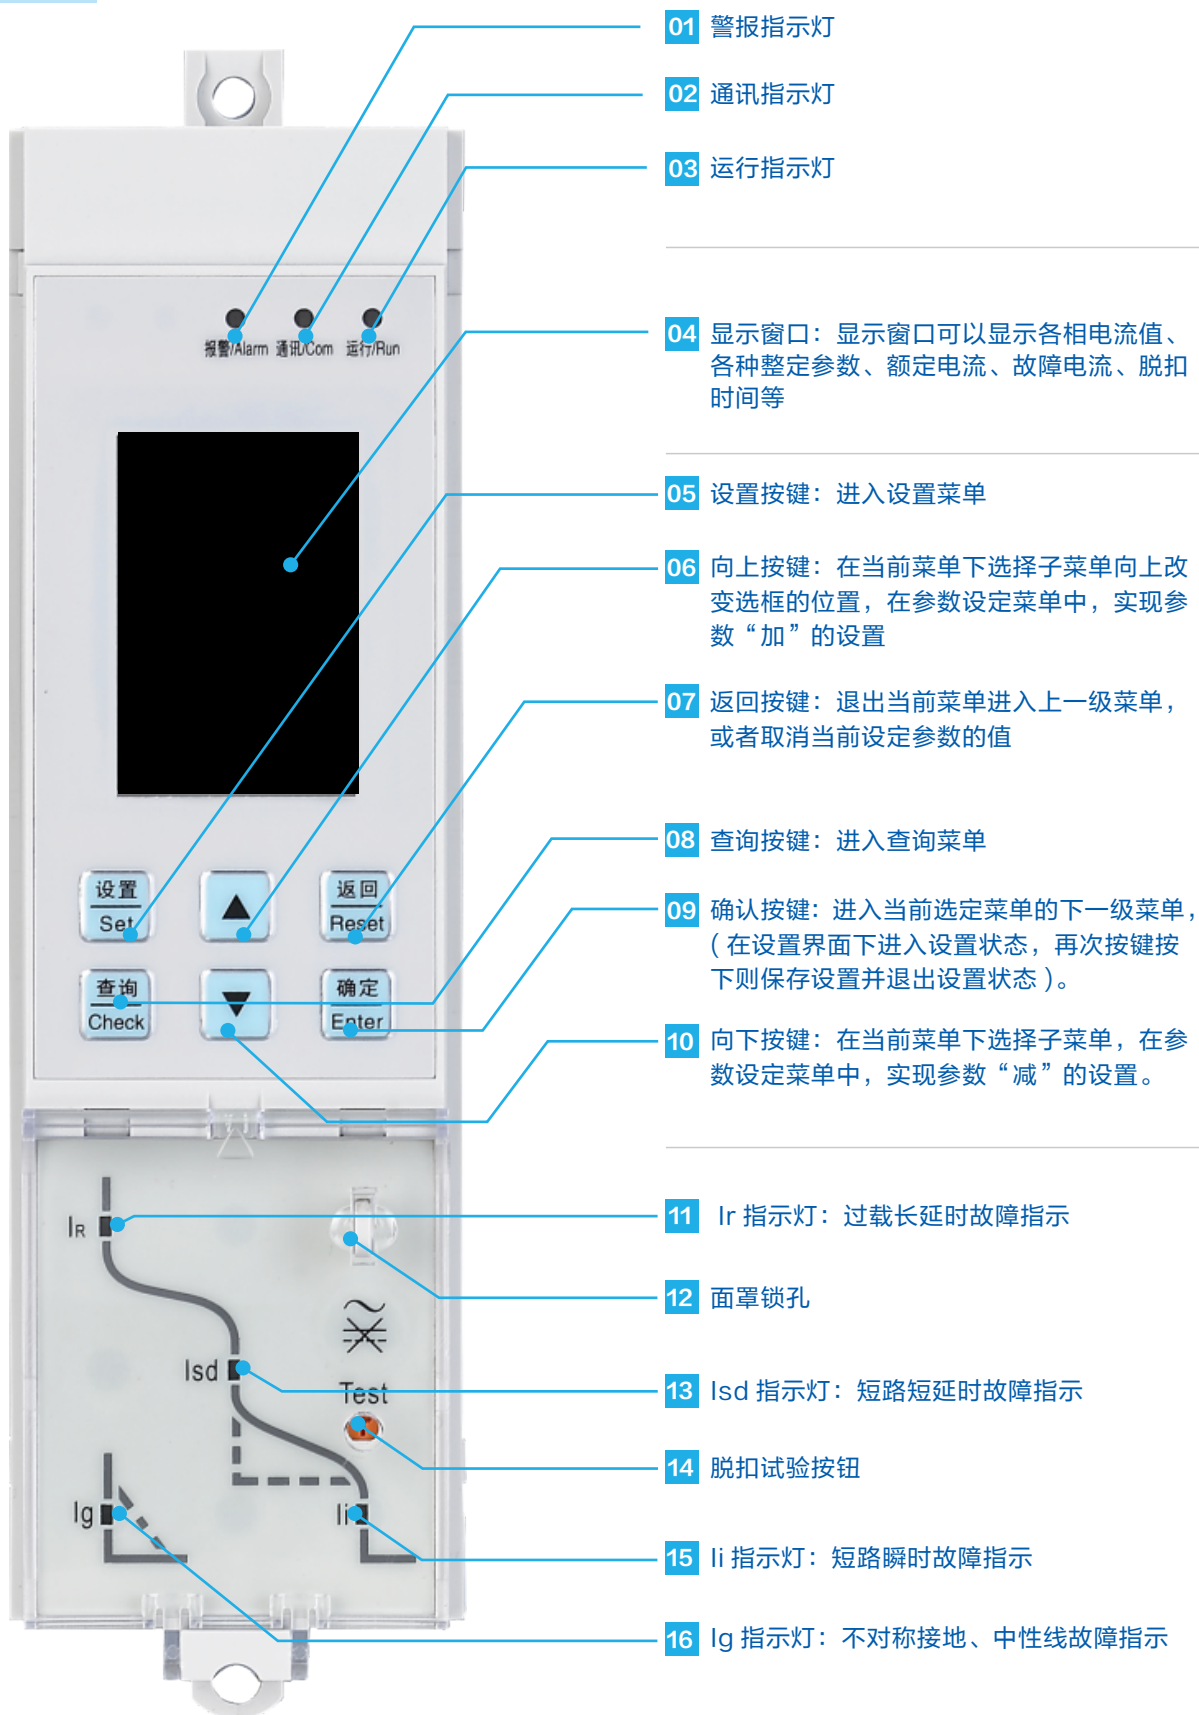 01 警报指示灯
02 通讯指示灯
03 运行指示灯
报警/Alarm 通讯/Com 运行/Run
04 显示窗口：显示窗口可以显示各相电流值、
各种整定参数、额定电流、故障电流、脱扣
时间等
05 设置按键：进入设置菜单
06 向上按键：在当前菜单下选择子菜单向上改
变选框的位置，在参数设定菜单中，实现参
数“加”的设置
07 返回按键：退出当前菜单进入上一级菜单，
或者取消当前设定参数的值
08 查询按键：进入查询菜单
设置
Set
返回
Reset
09 确认按键：进入当前选定菜单的下一级菜单，
（在设置界面下进入设置状态，再次按键按
下则保存设置并退出设置状态）。
查询
Check
确定
Enter
10 向下按键：在当前菜单下选择子菜单，在参
数设定菜单中，实现参数“减”的设置。
IR
11 Ir 指示灯：过载长延时故障指示
12 面罩锁孔
Isd
13 Isd 指示灯：短路短延时故障指示
Test
14 脱扣试验按钮
Ig
Ii
15 Ii 指示灯：短路瞬时故障指示
16 Ig 指示灯：不对称接地、中性线故障指示